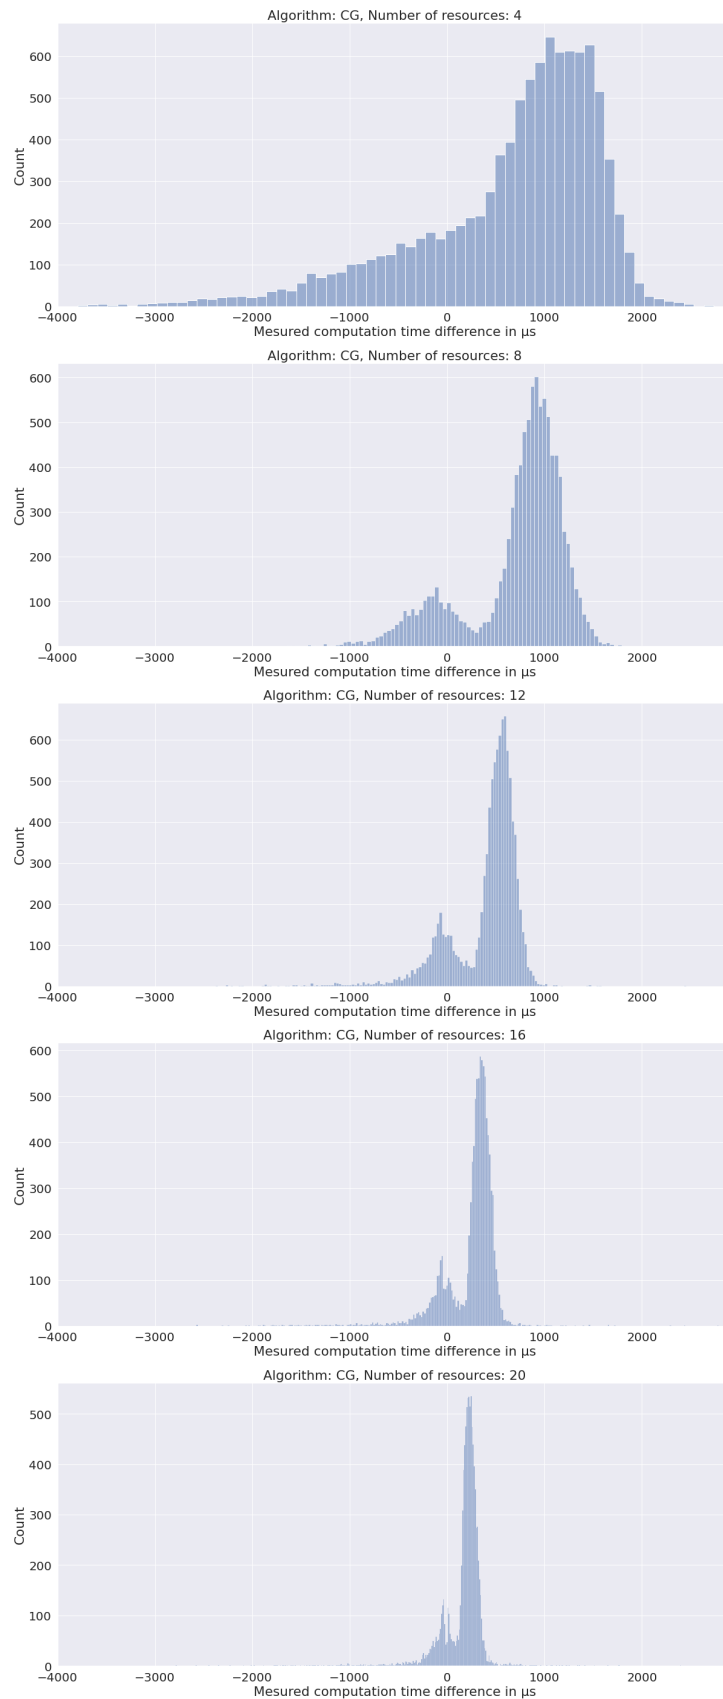 Algorithm: CG, Number of resources: 4
600
500
400
300
200
100
0
Count
−4000 −3000 −2000 −1000 0 1000 2000
Mesured computation time difference in µs
Algorithm: CG, Number of resources: 8
600
500
400
300
200
100
0
Count
−4000 −3000 −2000 −1000 0 1000 2000
Mesured computation time difference in µs
Algorithm: CG, Number of resources: 12
600
500
400
300
200
100
0
Count
−4000 −3000 −2000 −1000 0 1000 2000
Mesured computation time difference in µs
Algorithm: CG, Number of resources: 16
600
500
400
300
200
100
0
Count
−4000 −3000 −2000 −1000 0 1000 2000
Mesured computation time difference in µs
Algorithm: CG, Number of resources: 20
500
400
300
200
100
0
Count
−4000 −3000 −2000 −1000 0 1000 2000
Mesured computation time difference in µs